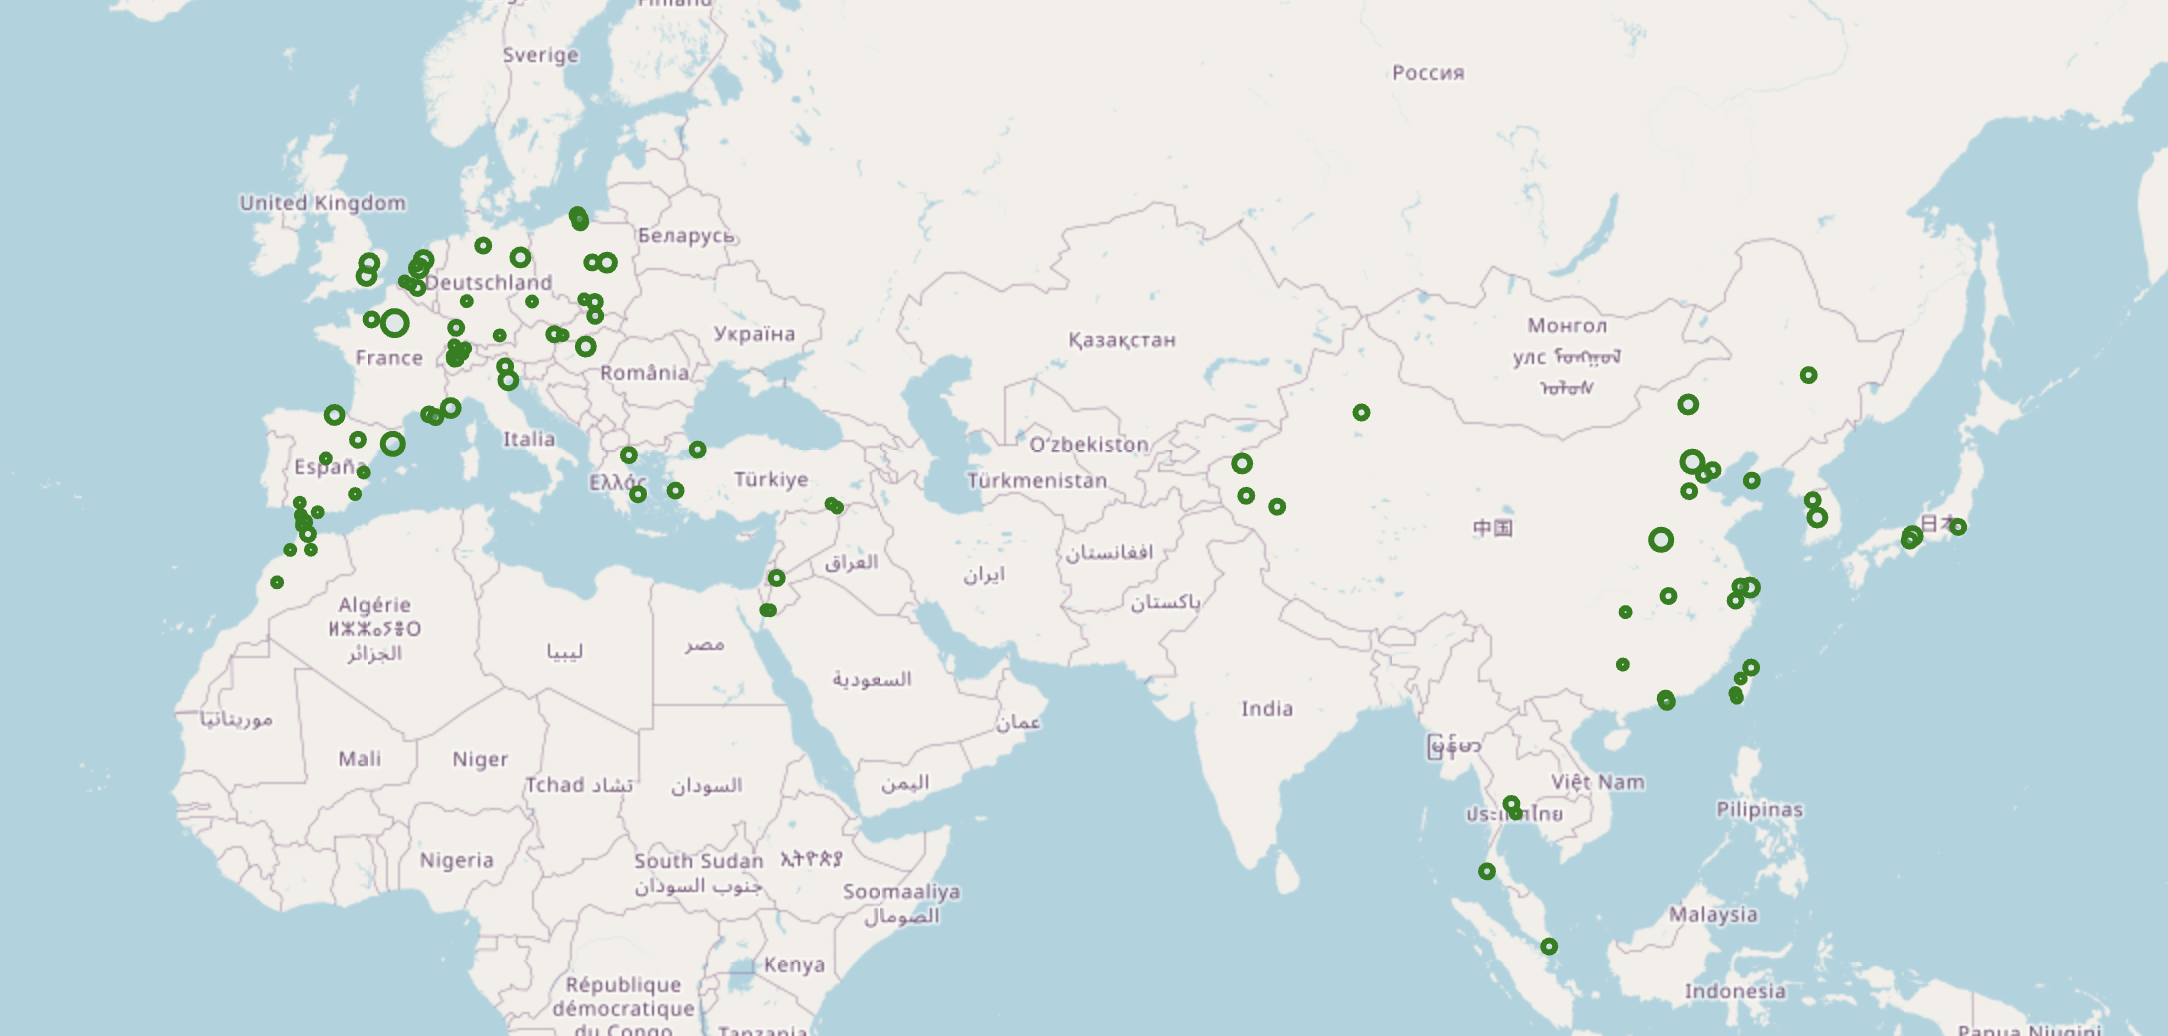 Sverige
Россия
United Kingdom
Беларусь
Deutschland
Україна
Монгол
улс
Қазақстан
France
România
Italia
O'zbekiston
España
Ελλάς
Türkiye
Türkmenistan
中国
日本
افغانستان
العراق
ايران
پاکستان
Algérie
ⵍⵣⵣⴰⵢⴻⵔ
الجزائر
ليبيا
مصر
السعودية
India
موريتانيا
عمان
မြန်မာ
Mali
Niger
Tchad تشاد
السودان
اليمن
Việt Nam
ประเทศไทย
Pilipinas
Nigeria
South Sudan
جنوب السودان
ኢትዮጵያ
Soomaaliya
الصومال
Malaysia
Kenya
République
démocratique
du Congo
Indonesia
Tanzania
Papua Niugini